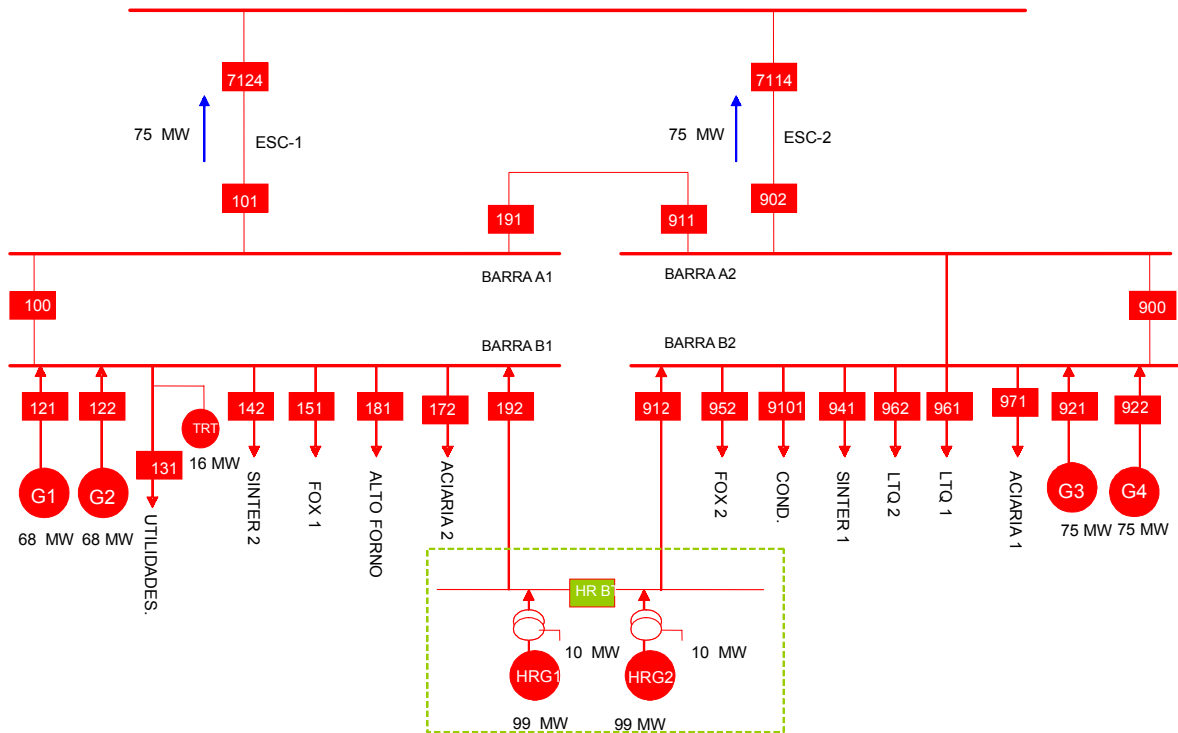 7124
7114
75 MW
ESC-1
75 MW
ESC-2
101
902
191
911
BARRA A1
BARRA A2
100
900
BARRA B1
BARRA B2
121
122
131
TRT
16 MW
142
151
181
172
192
912
952
9101
941
962
961
971
921
922
G1
G2
68 MW
68 MW
UTILIDADES.
SINTER 2
FOX 1
ALTO FORNO
ACIARIA 2
FOX 2
COND.
SINTER 1
LTQ 2
LTQ 1
ACIARIA 1
G3
G4
75 MW
75 MW
HR B
10 MW
10 MW
HRG1
HRG2
99 MW
99 MW